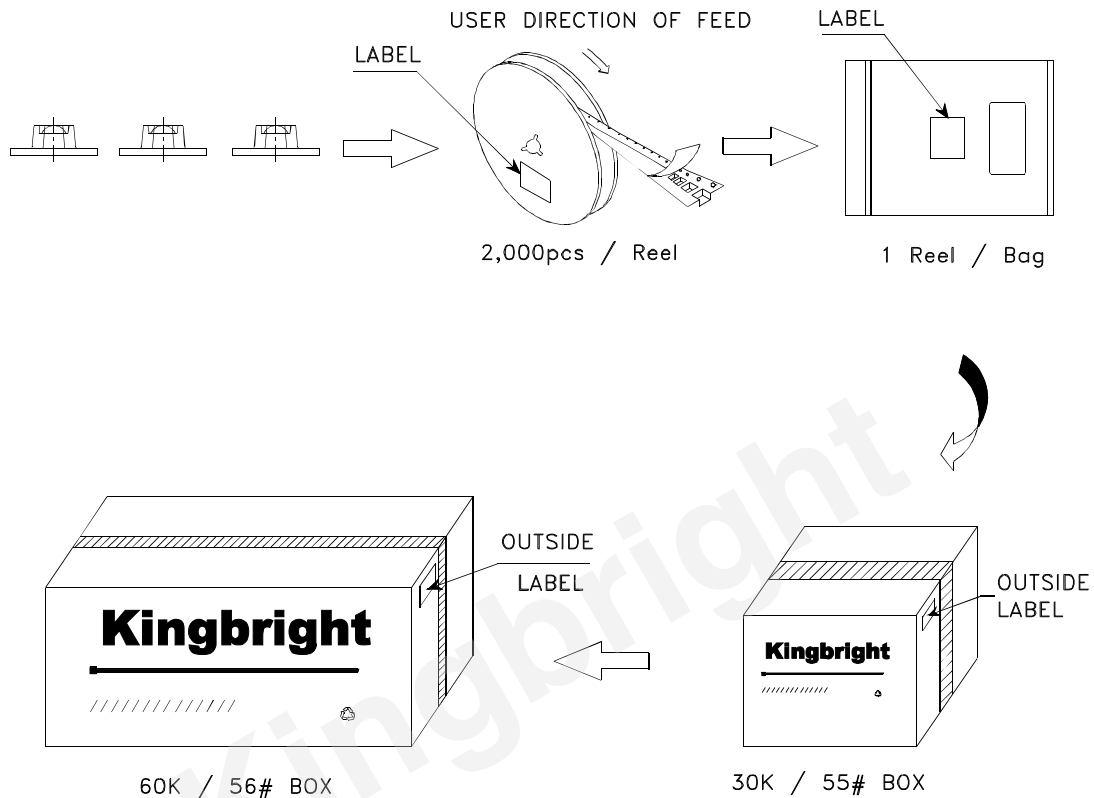 USER DIRECTION OF FEED
LABEL
LABEL
2,000pcs / Reel
1 Reel / Bag
OUTSIDE
LABEL
OUTSIDE
LABEL
Kingbright
Kingbright
60K / 56# BOX
30K / 55# BOX
Kingbright